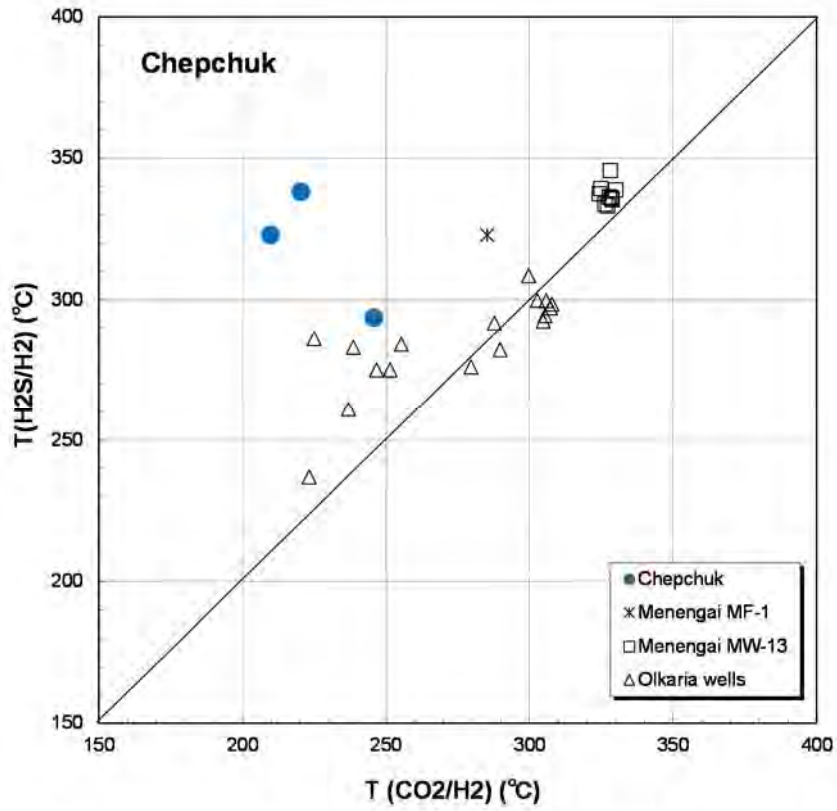 400
Chepchuk
350
300
250
200
150
T(H2S/H2) (°C)
Chepchuk
Menengai MF-1
Menengai MW-13
Olkaria wells
150 200 250 300 350 400
T (CO2/H2) (°C)